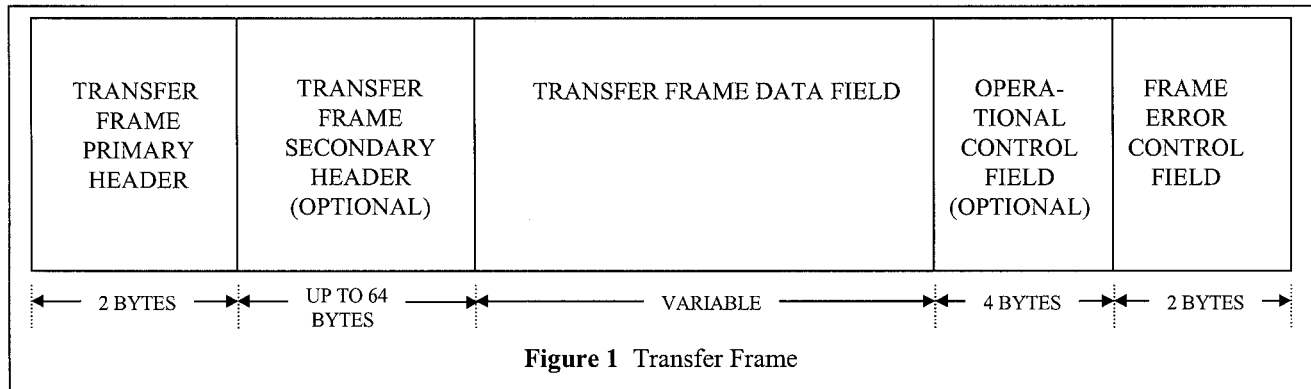 TRANSFER
FRAME
PRIMARY
HEADER
TRANSFER
FRAME
SECONDARY
HEADER
(OPTIONAL)
TRANSFER FRAME DATA FIELD
OPERA-
TIONAL
CONTROL
FIELD
(OPTIONAL)
FRAME
ERROR
CONTROL
FIELD
2 BYTES
UP TO 64
BYTES
VARIABLE
4 BYTES
2 BYTES
Figure 1 Transfer Frame